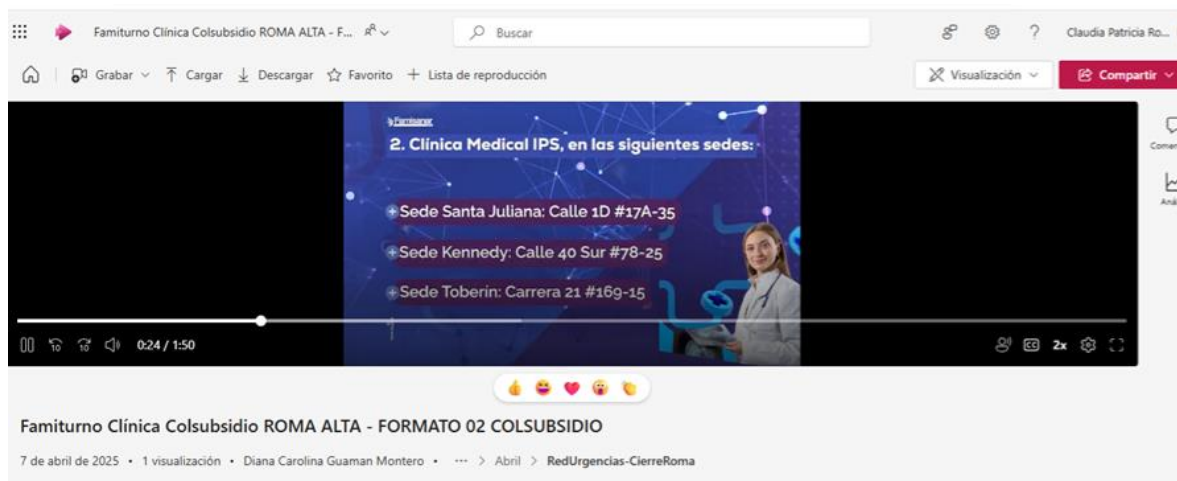 Famiturno Clínica Colsubsidio ROMA ALTA - F...
Buscar
Claudia Patricia Ro...
Grabar
Cargar
Descargar
Favorito
Lista de reproducción
Visualización
Compartir
Famisanar
2. Clínica Medical IPS, en las siguientes sedes:
Sede Santa Juliana: Calle 1D #17A-35
Sede Kennedy: Calle 40 Sur #78-25
Sede Toberin: Carrera 21 #169-15
10
10
0:24 / 1:50
CC
2x
Famiturno Clínica Colsubsidio ROMA ALTA - FORMATO 02 COLSUBSIDIO
7 de abril de 2025 • 1 visualización • Diana Carolina Guaman Montero • ... > Abril > RedUrgencias-CierreRoma